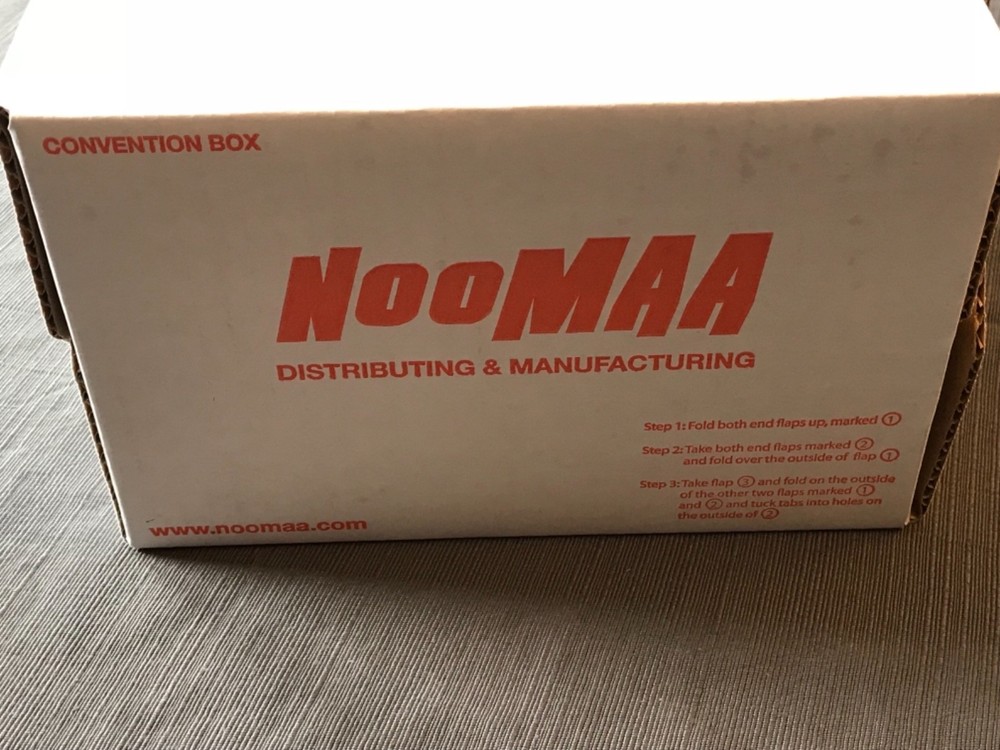 CONVENTION BOX
NooMAA
DISTRIBUTING & MANUFACTURING
Step 1: Fold both end flaps up, marked ①
Step 2: Take both end flaps marked ②
and fold over the outside of flap ①
Step 3: Take flap ③ and fold on the outside
of the other two flaps marked ①
and ② and tuck tabs into holes on
the outside of ②
www.noomaa.com